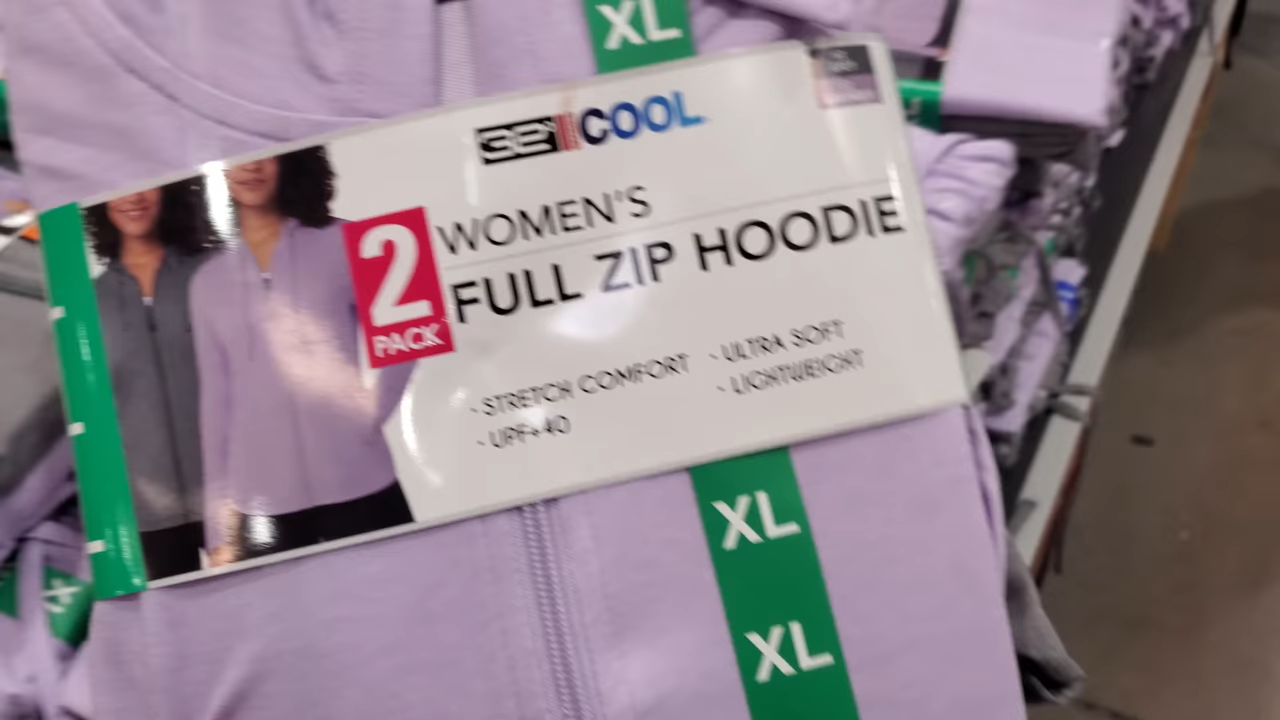 XL
32° COOL
WOMEN'S
2 PACK
FULL ZIP HOODIE
- STRETCH COMFORT
- UPF+40
- ULTRA SOFT
- LIGHTWEIGHT
XL
XL